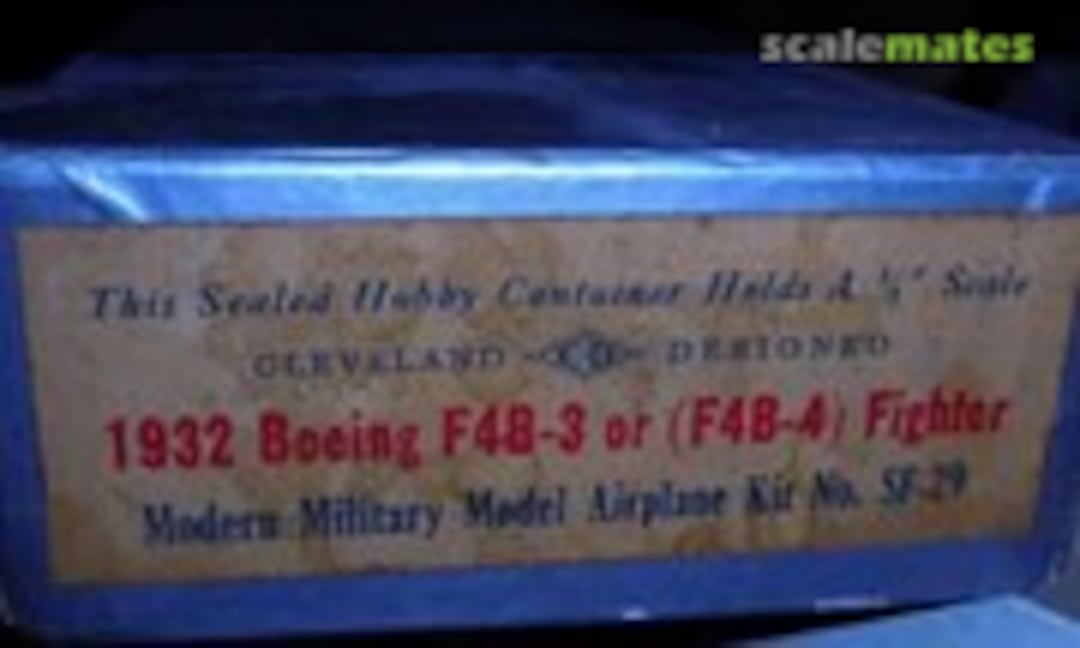 scalemates
This Sealed Hobby Container Holds A ¼" Scale
CLEVELAND DESIGNED
1932 Boeing F4B-3 or (F4B-4) Fighter
Modern Military Model Airplane Kit No. SF-29